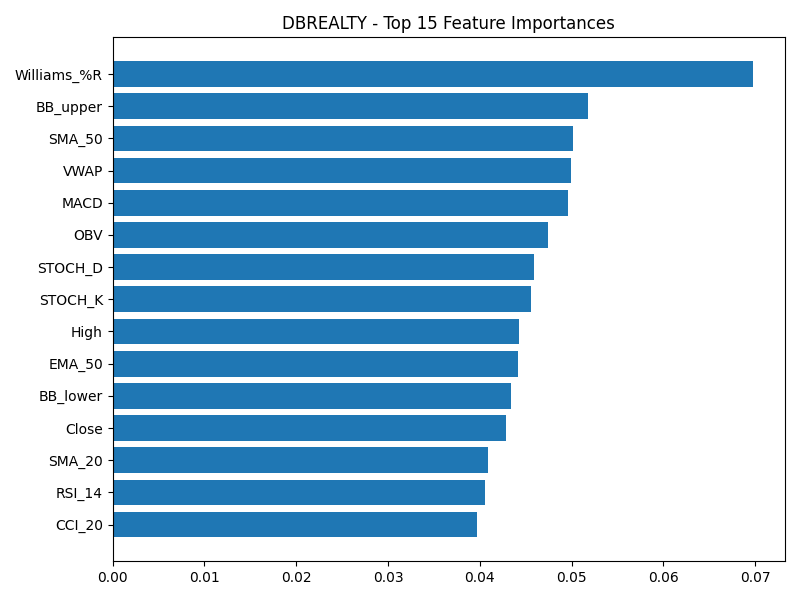 DBREALTY - Top 15 Feature Importances
Williams_%R
BB_upper
SMA_50
VWAP
MACD
OBV
STOCH_D
STOCH_K
High
EMA_50
BB_lower
Close
SMA_20
RSI_14
CCI_20
0.00 0.01 0.02 0.03 0.04 0.05 0.06 0.07